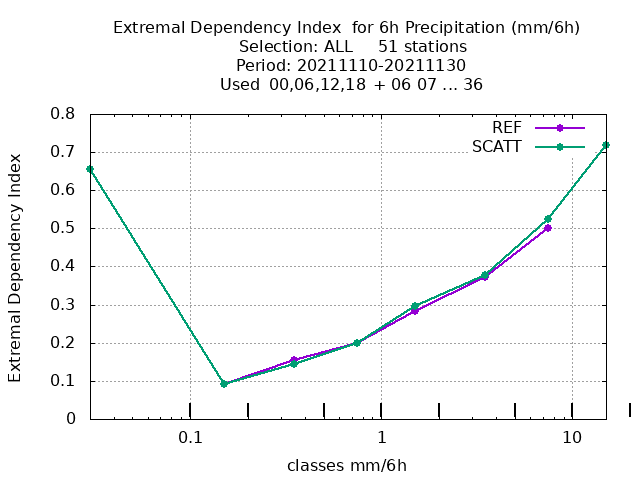 Extremal Dependency Index  for 6h Precipitation (mm/6h)
Selection: ALL     51 stations
Period: 20211110-20211130
Used  00,06,12,18  + 06 07 ... 36
REF
SCATT
0.8
0.7
0.6
0.5
0.4
0.3
0.2
0.1
0
Extremal Dependency Index
0.1
1
10
classes mm/6h